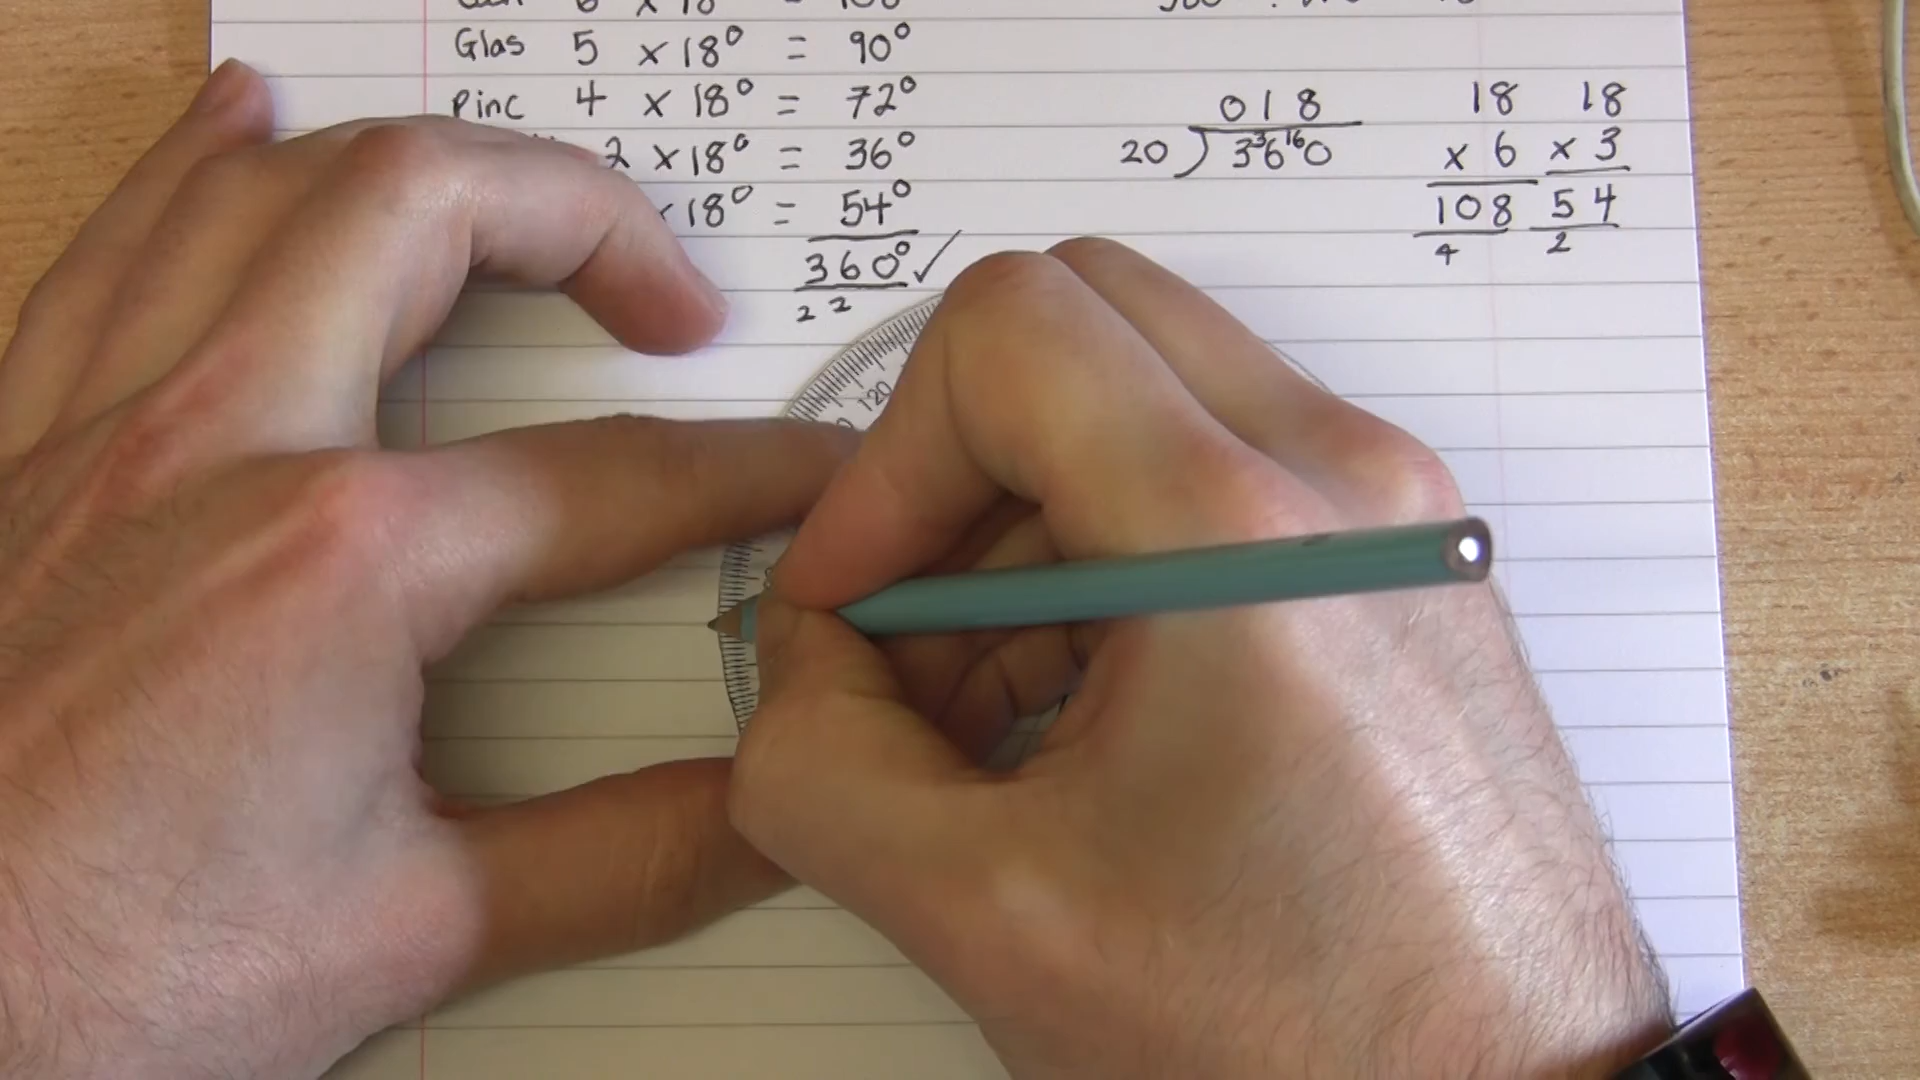 Glas 5 x 18° = 90°
Pinc 4 x 18° = 72°
2 x 18° = 36°
x 18° = 54°
360° ✓
2 2
018
20 ) 3³6¹⁶0
18
x 6
108
4
18
x 3
54
2
120